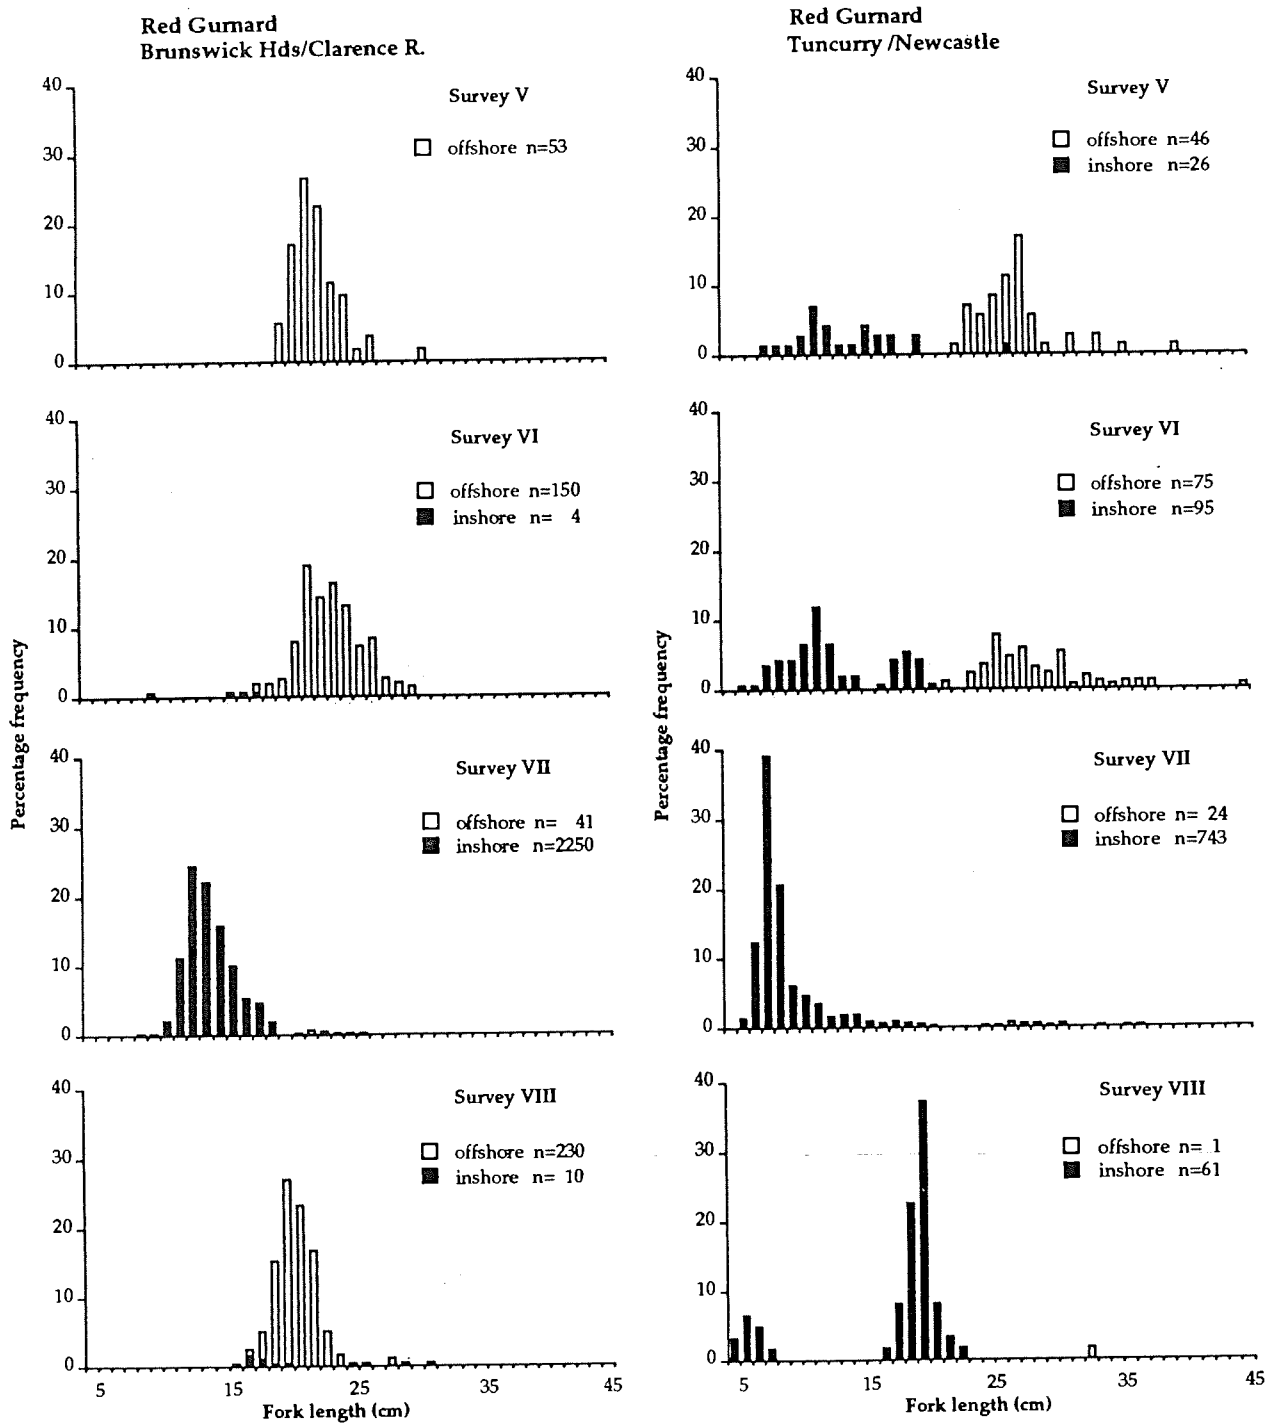 Red Gurnard
Brunswick Hds/Clarence R.
40
30
20
10
0
Survey V
offshore n=53
40
30
20
10
0
Survey VI
offshore n=150
inshore n= 4
Percentage frequency
40
30
20
10
0
Survey VII
offshore n= 41
inshore n=2250
40
30
20
10
0
Survey VIII
offshore n=230
inshore n= 10
5 15 25 35 45
Fork length (cm)
Red Gurnard
Tuncurry /Newcastle
40
30
20
10
0
Survey V
offshore n=46
inshore n=26
40
30
20
10
0
Survey VI
offshore n=75
inshore n=95
Percentage frequency
40
30
20
10
0
Survey VII
offshore n= 24
inshore n=743
40
30
20
10
0
Survey VIII
offshore n= 1
inshore n=61
5 15 25 35 45
Fork length (cm)